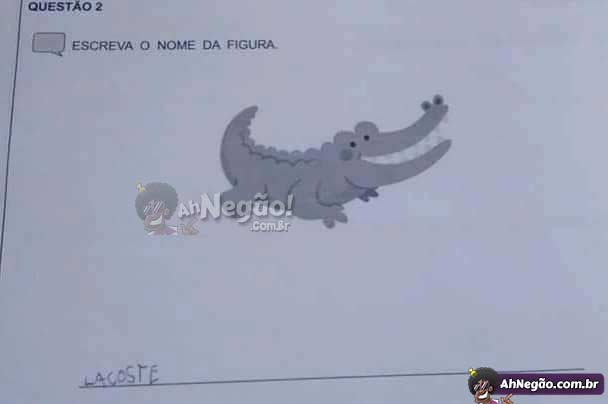 QUESTÃO 2
ESCREVA O NOME DA FIGURA.
AhNegão!
.com.Br
LACOSTE
AhNegão.com.br